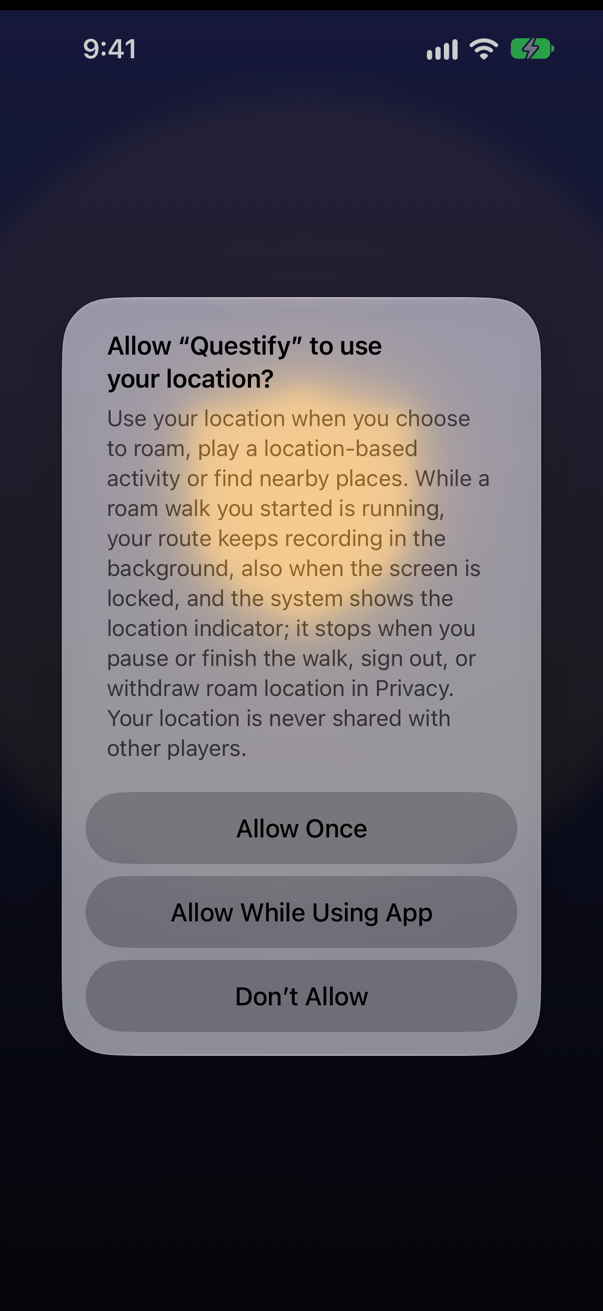 9:41
Allow “Questify” to use
your location?
Use your location when you choose
to roam, play a location-based
activity or find nearby places. While a
roam walk you started is running,
your route keeps recording in the
background, also when the screen is
locked, and the system shows the
location indicator; it stops when you
pause or finish the walk, sign out, or
withdraw roam location in Privacy.
Your location is never shared with
other players.
Allow Once
Allow While Using App
Don’t Allow